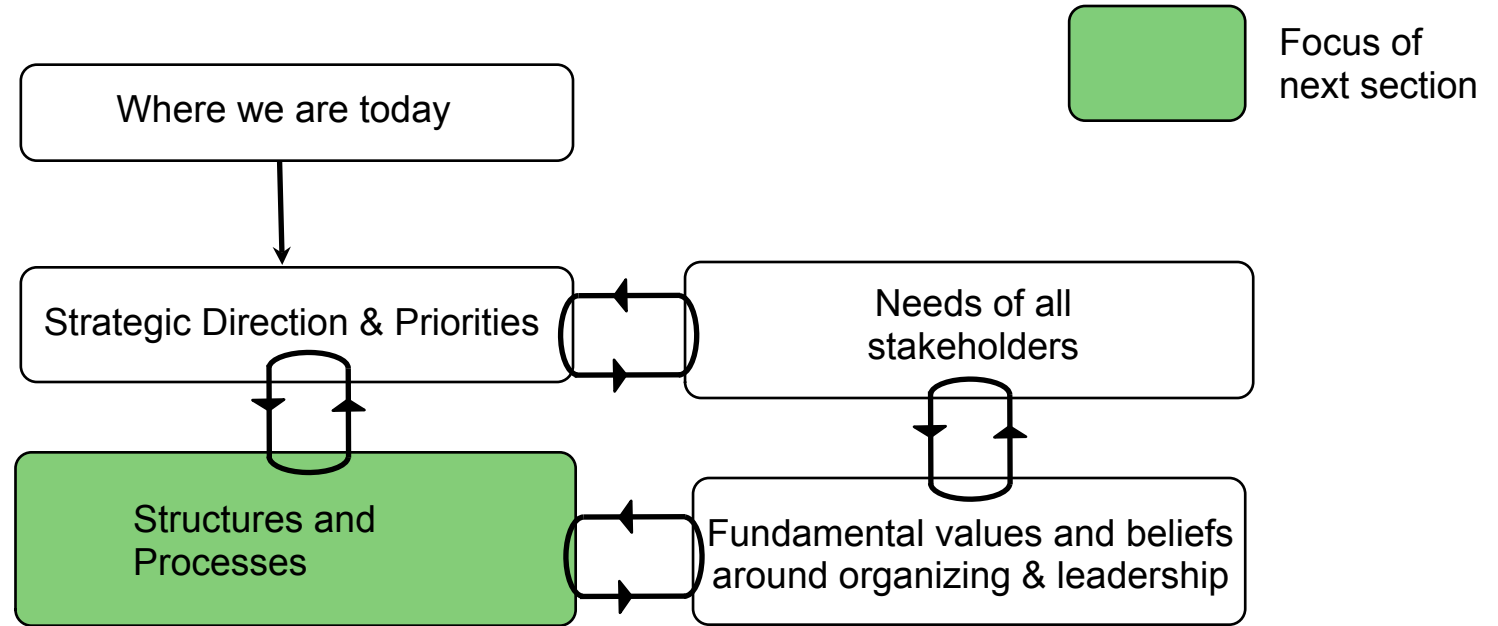 Focus of
next section
Where we are today
Strategic Direction & Priorities
Needs of all
stakeholders
Structures and
Processes
Fundamental values and beliefs
around organizing & leadership